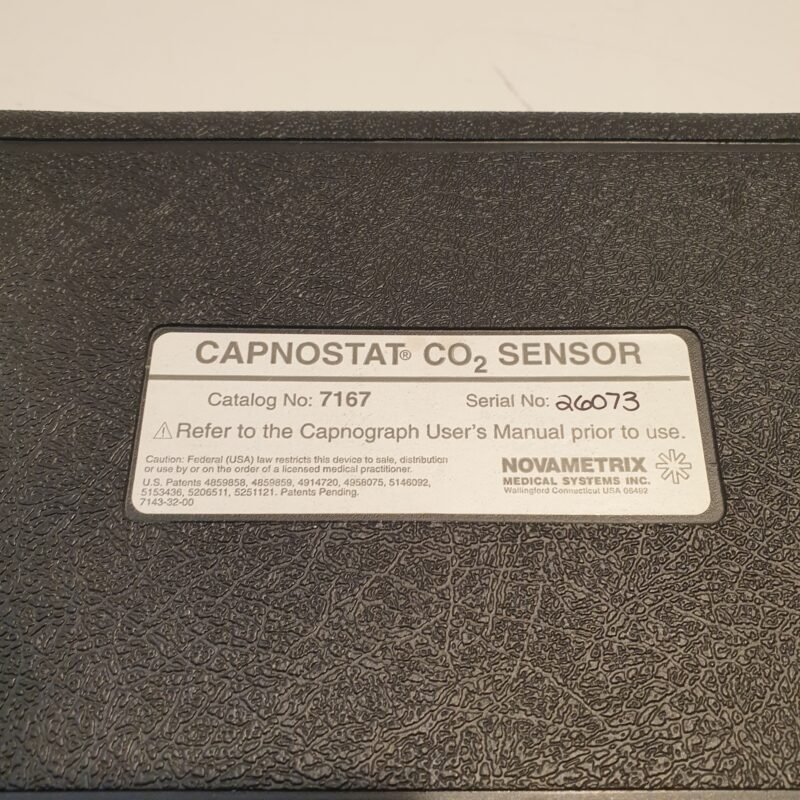 CAPNOSTAT® CO₂ SENSOR
Catalog No: 7167 Serial No: 26073
⚠ Refer to the Capnograph User's Manual prior to use.
Caution: Federal (USA) law restricts this device to sale, distribution
or use by or on the order of a licensed medical practitioner.
U.S. Patents 4859858, 4859859, 4914720, 4958075, 5146092,
5153436, 5206511, 5251121. Patents Pending.
7143-32-00
NOVAMETRIX
MEDICAL SYSTEMS INC.
Wallingford Connecticut USA 06492